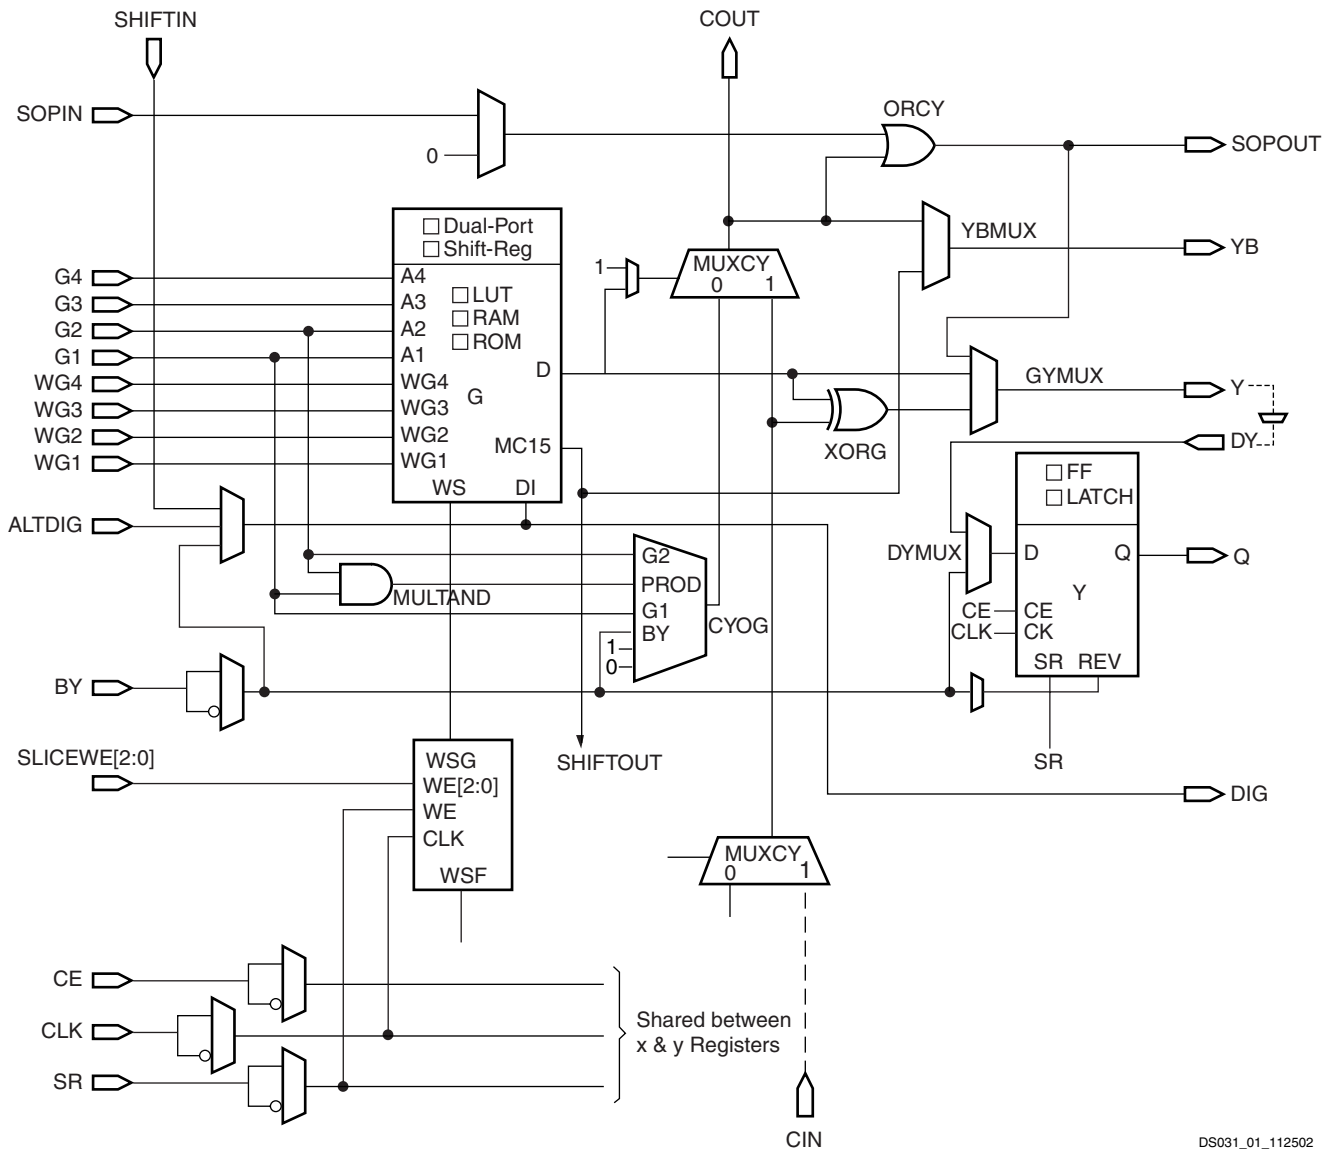 SHIFTIN
COUT
SOPIN
0
ORCY
SOPOUT
Dual-Port
Shift-Reg
YBMUX
YB
G4
G3
G2
G1
WG4
WG3
WG2
WG1
A4
A3
A2
A1
WG4
WG3
WG2
WG1
LUT
RAM
ROM
G
D
MC15
WS
DI
1
MUXCY
0
1
GYMUX
Y
DY
XORG
FF
LATCH
ALTDIG
DYMUX
D
Q
Q
Y
CE
CE
CLK
CK
SR
REV
MULTAND
G2
PROD
G1
BY
1
0
CYOG
BY
SHIFTOUT
SR
SLICEWE[2:0]
WSG
WE[2:0]
WE
CLK
WSF
DIG
MUXCY
0
1
CE
CLK
SR
Shared between
x & y Registers
CIN
DS031_01_112502